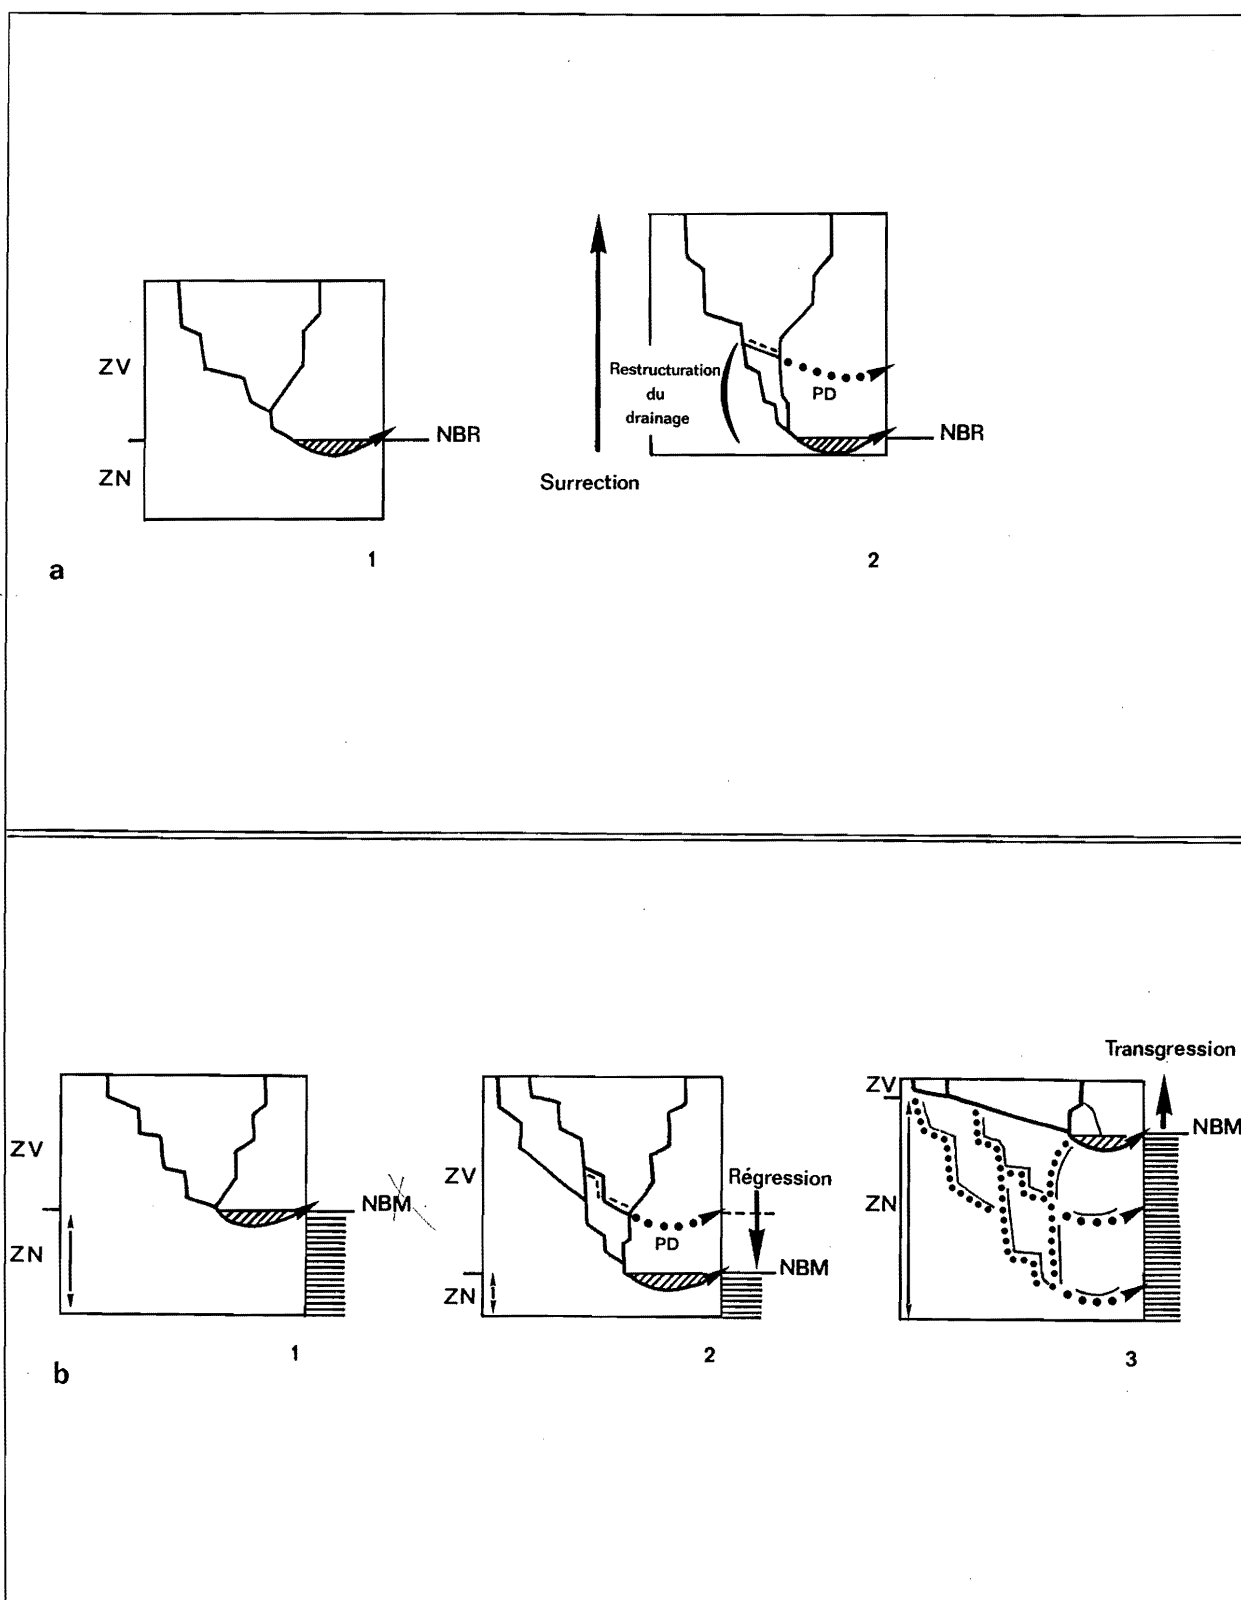 ZV
NBR
ZN
1
a
Surrection
Restructuration
du
drainage
PD
NBR
2
ZV
NBM
ZN
1
b
ZV
Régression
PD
NBM
ZN
2
Transgression
ZV
NBM
ZN
3